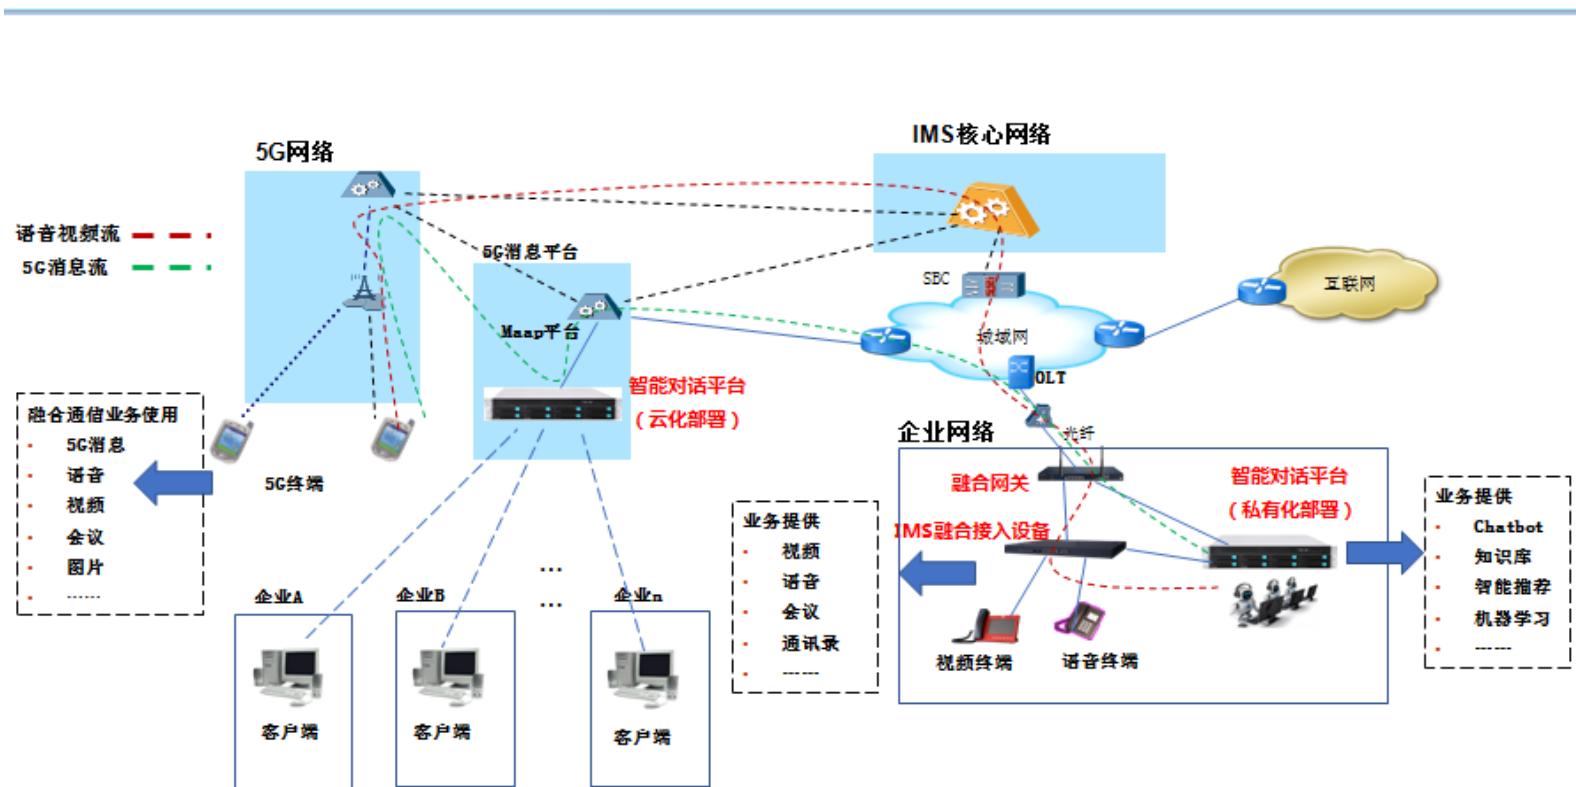 5G网络
IMS核心网络
语音视频流
5G消息流
5G消息平台
Maap平台
SBC
城域网
互联网
OLT
光纤
智能对话平台
（云化部署）
融合通信业务使用
5G消息
语音
视频
会议
图片
······
5G终端
企业网络
融合网关
IMS融合接入设备
智能对话平台
（私有化部署）
业务提供
视频
语音
会议
通讯录
······
业务提供
Chatbot
知识库
智能推荐
机器学习
······
视频终端
语音终端
...
...
企业A
企业B
企业n
客户端
客户端
客户端